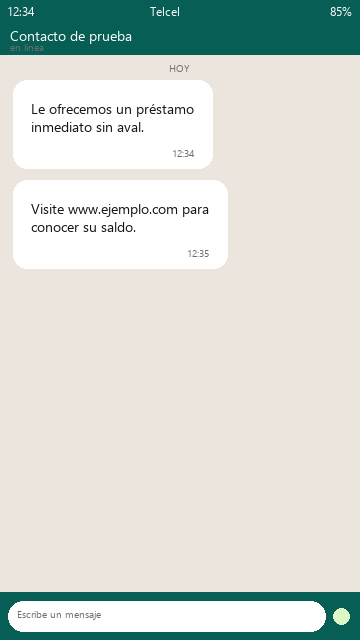 12:34 Telcel 85%
Contacto de prueba
en línea
HOY
Le ofrecemos un préstamo
inmediato sin aval.
12:34
Visite www.ejemplo.com para
conocer su saldo.
12:35
Escribe un mensaje